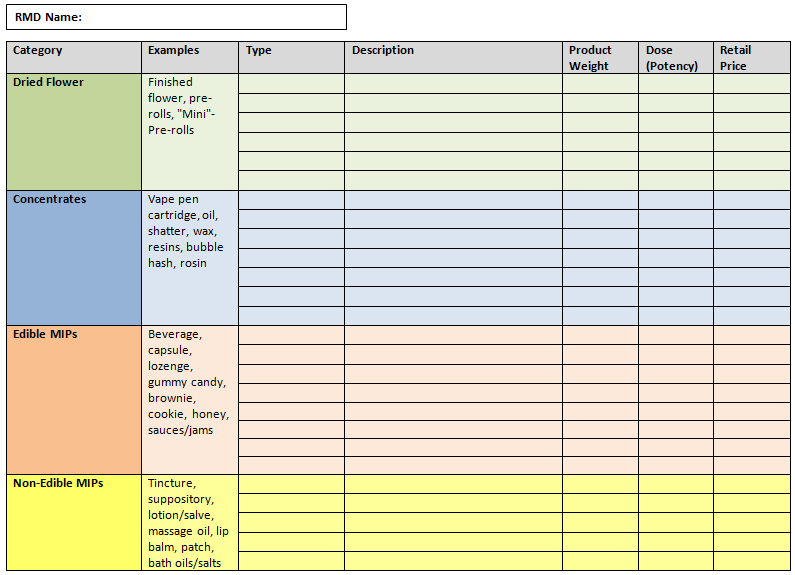 RMD Name:
Category Examples Type Description Product Weight Dose (Potency) Retail Price
Dried Flower
Finished
flower, pre-
rolls, "Mini"-
Pre-rolls
Concentrates
Vape pen
cartridge, oil,
shatter, wax,
resins, bubble
hash, rosin
Edible MIPs
Beverage,
capsule,
lozenge,
gummy candy,
brownie,
cookie, honey,
sauces/jams
Non-Edible MIPs
Tincture,
suppository,
lotion/salve,
massage oil, lip
balm, patch,
bath oils/salts